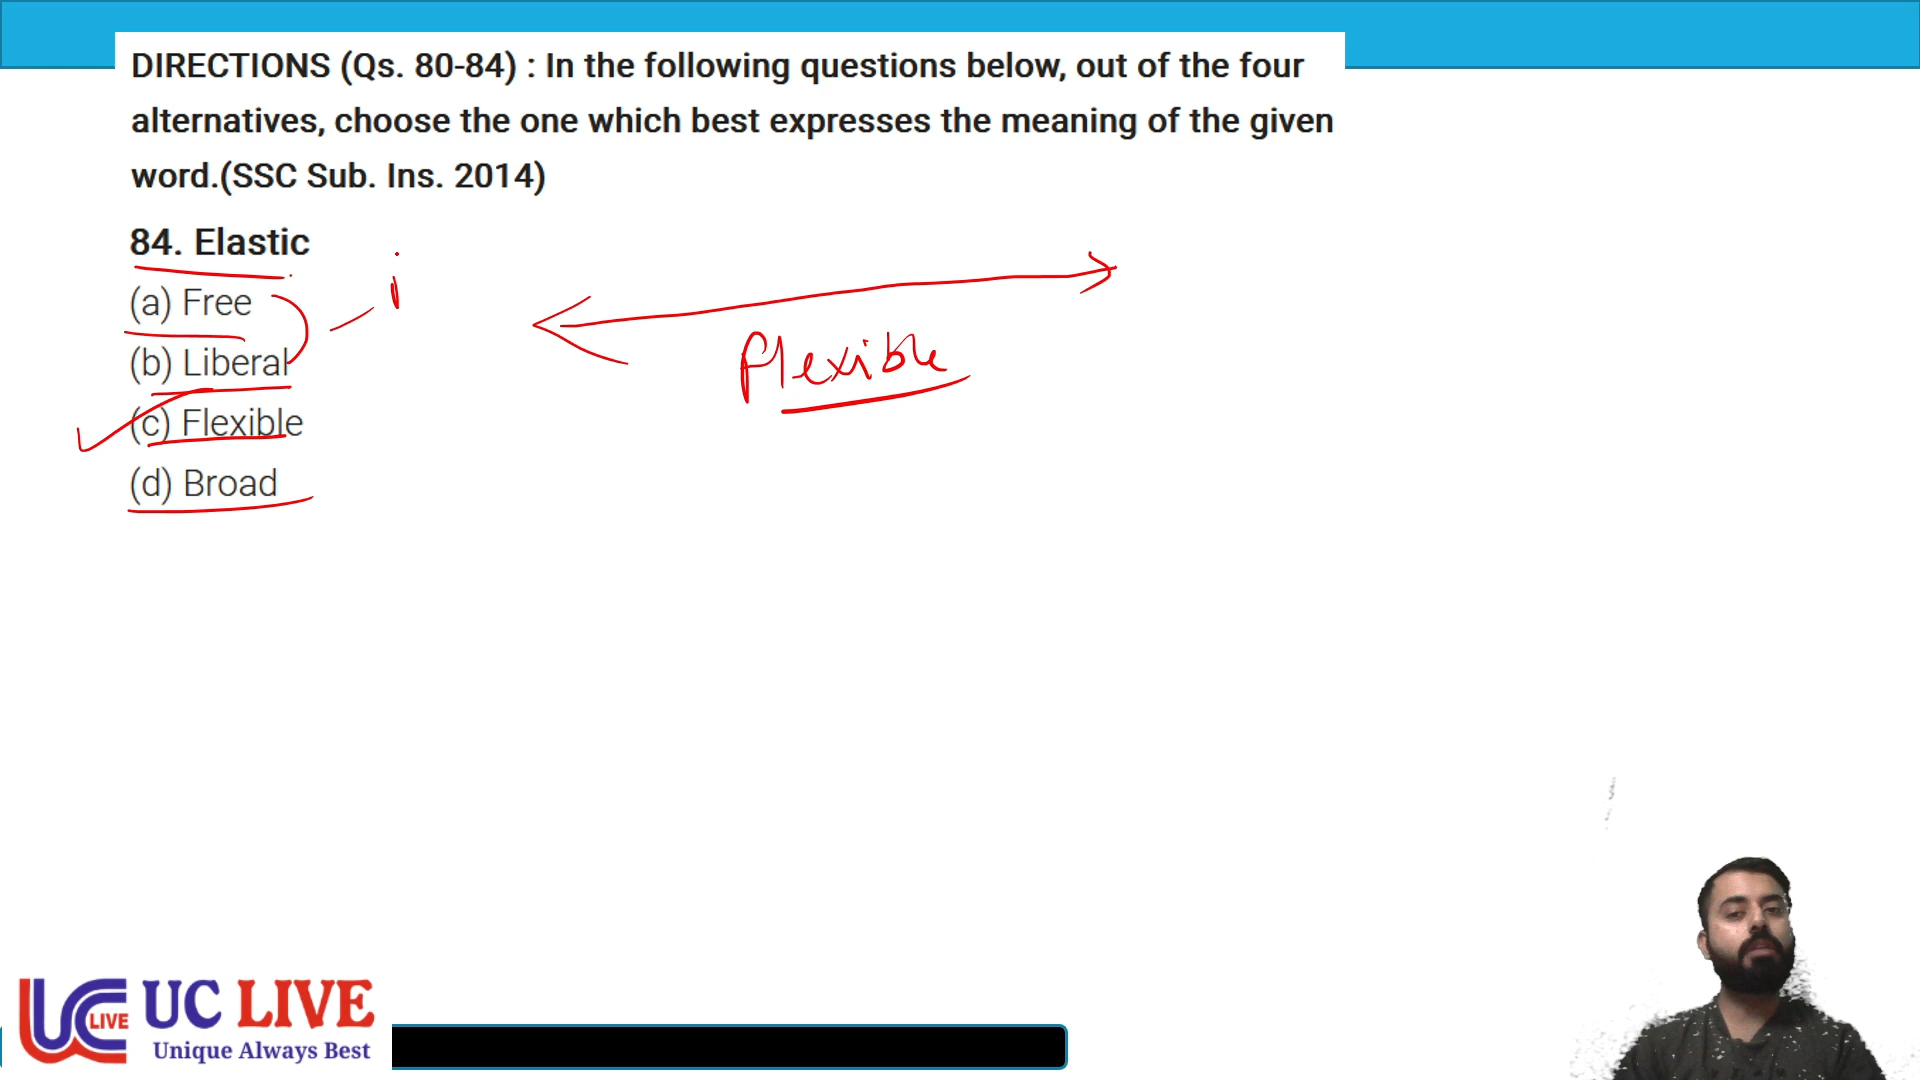 DIRECTIONS (Qs. 80-84) : In the following questions below, out of the four
alternatives, choose the one which best expresses the meaning of the given
word.(SSC Sub. Ins. 2014)
84. Elastic
(a) Free
(b) Liberal
(c) Flexible
(d) Broad
i
flexible
LIVE
UC LIVE
Unique Always Best